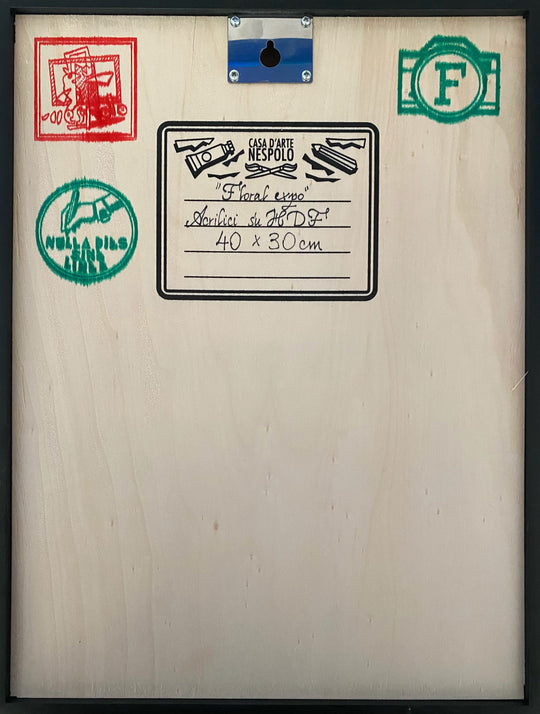 F
CASA D'ARTE
NESPOLO
"Floral expo"
Acrilici su HDF
40 x 30 cm
NULLA DIES
SINE
LINEA